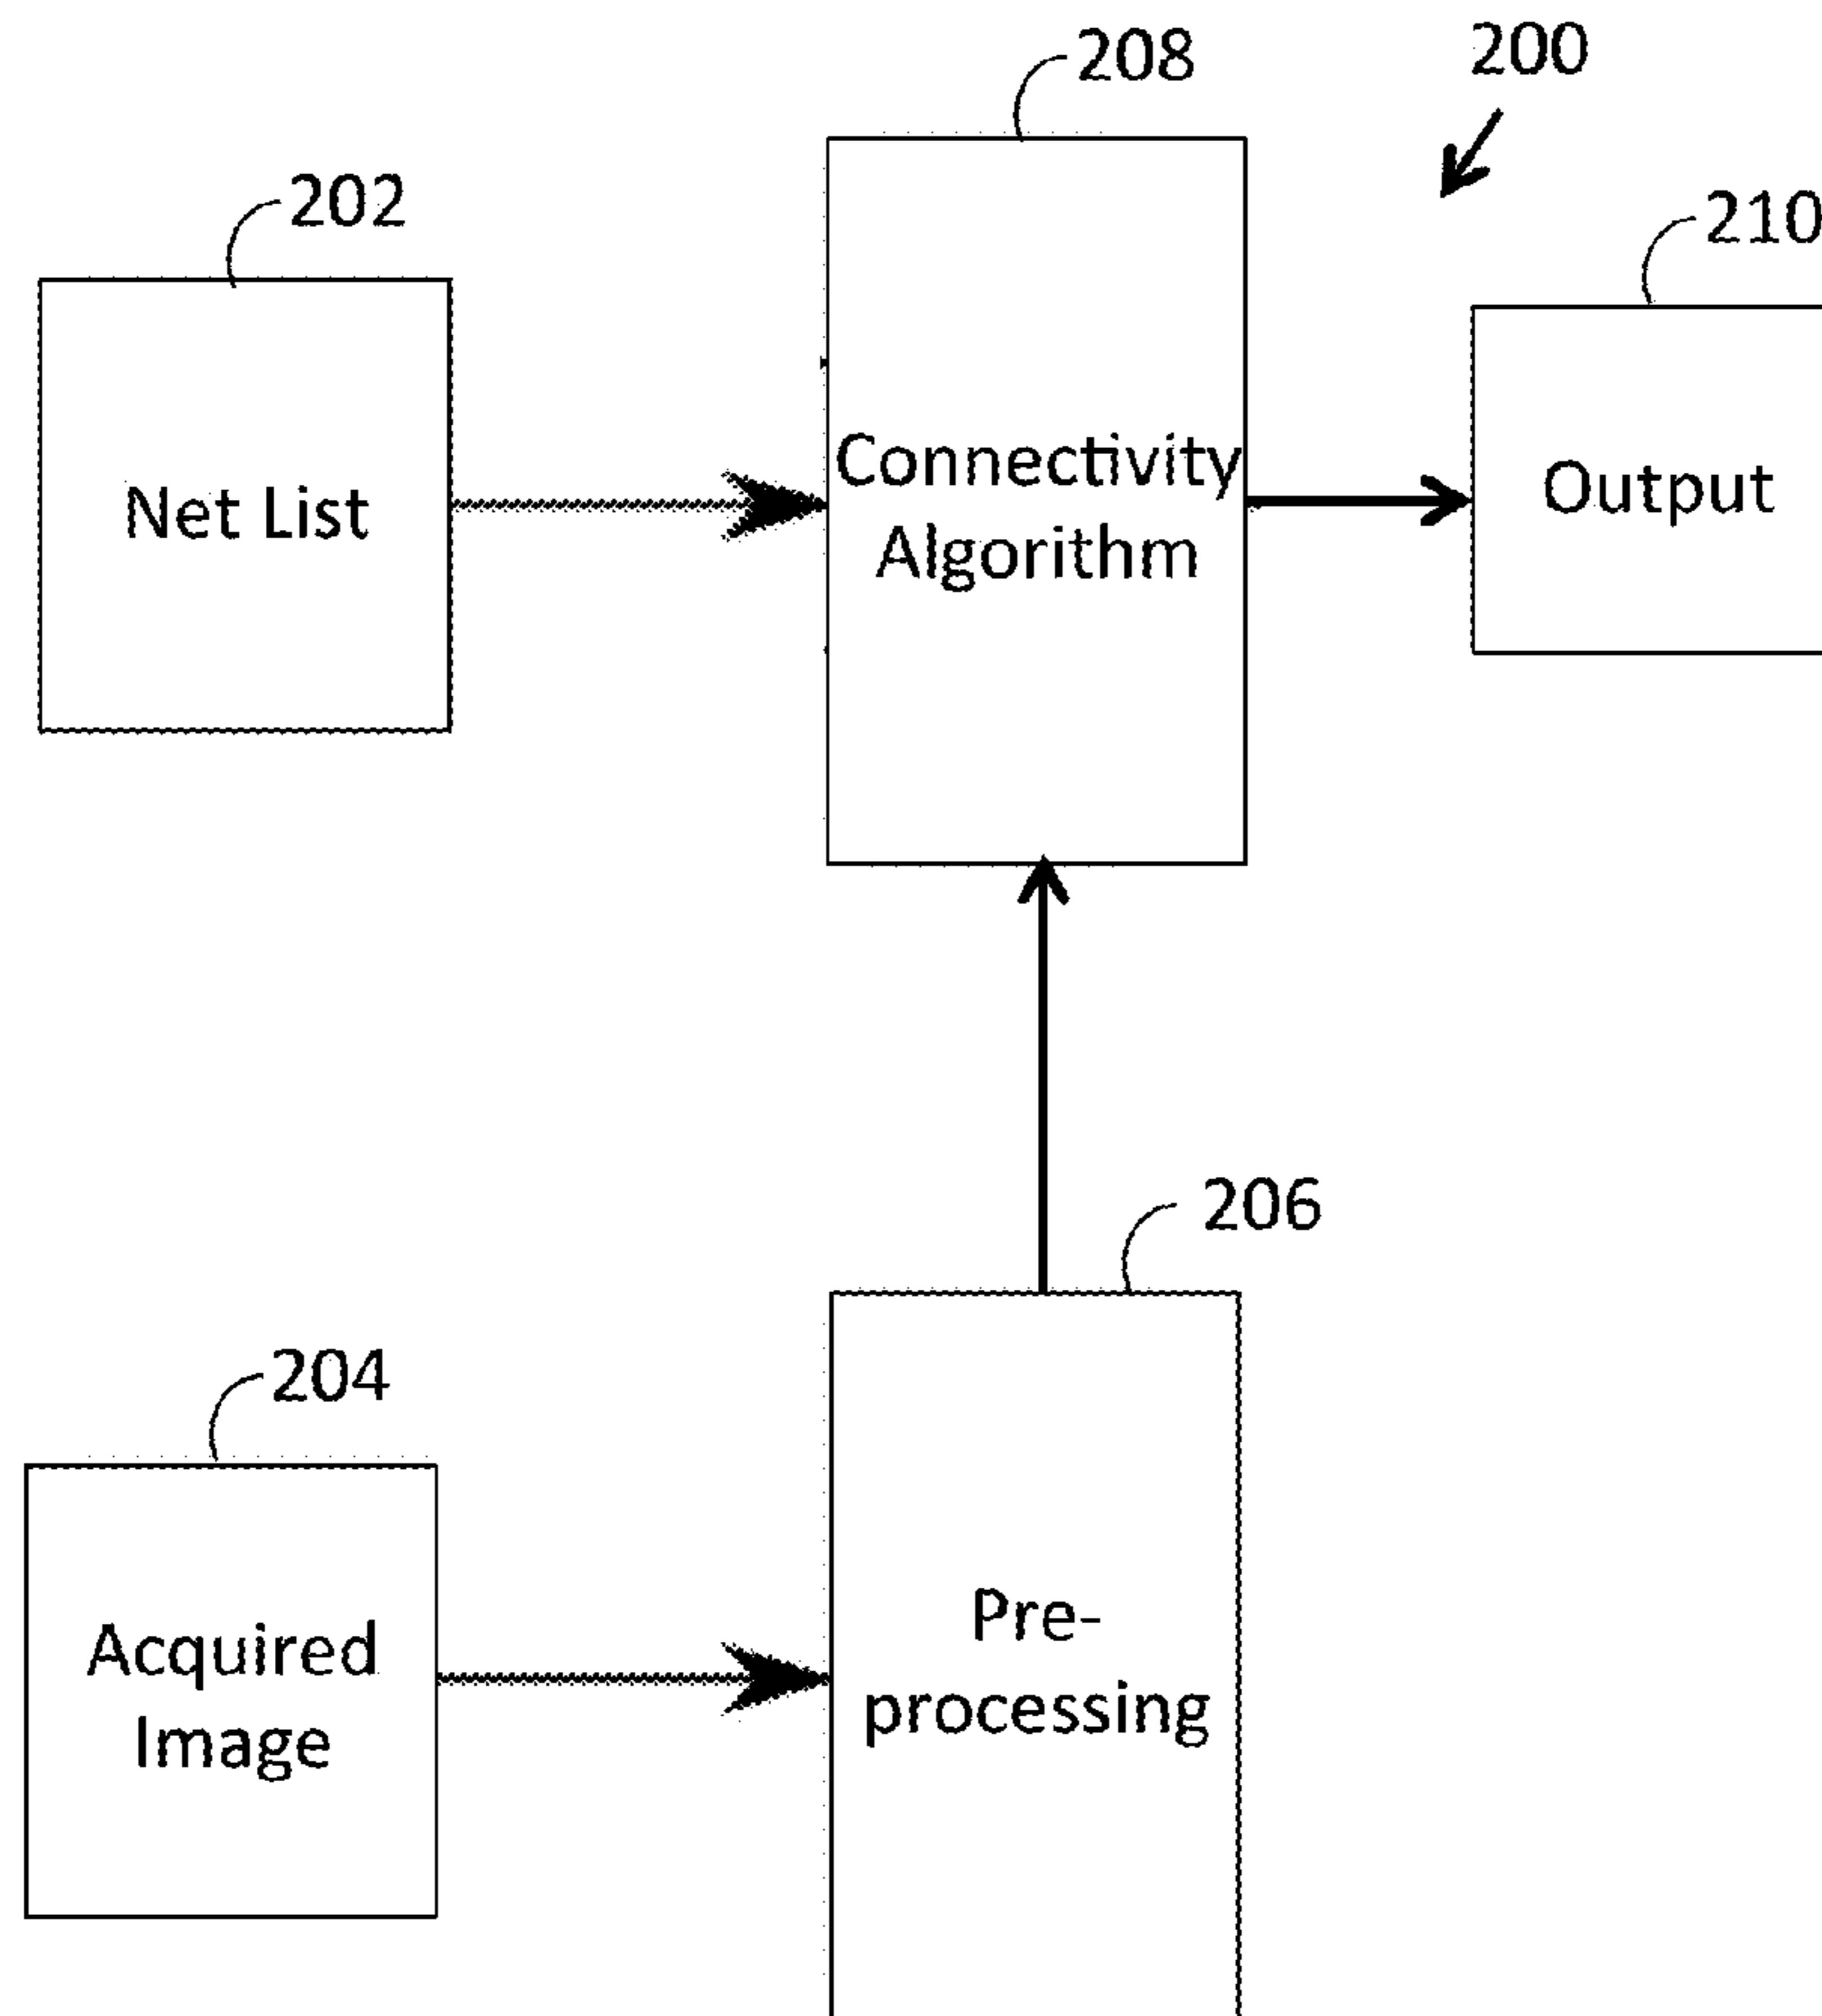 208
200
202
210
Net List
Connectivity
Algorithm
Output
206
204
Acquired
Image
Pre-
processing